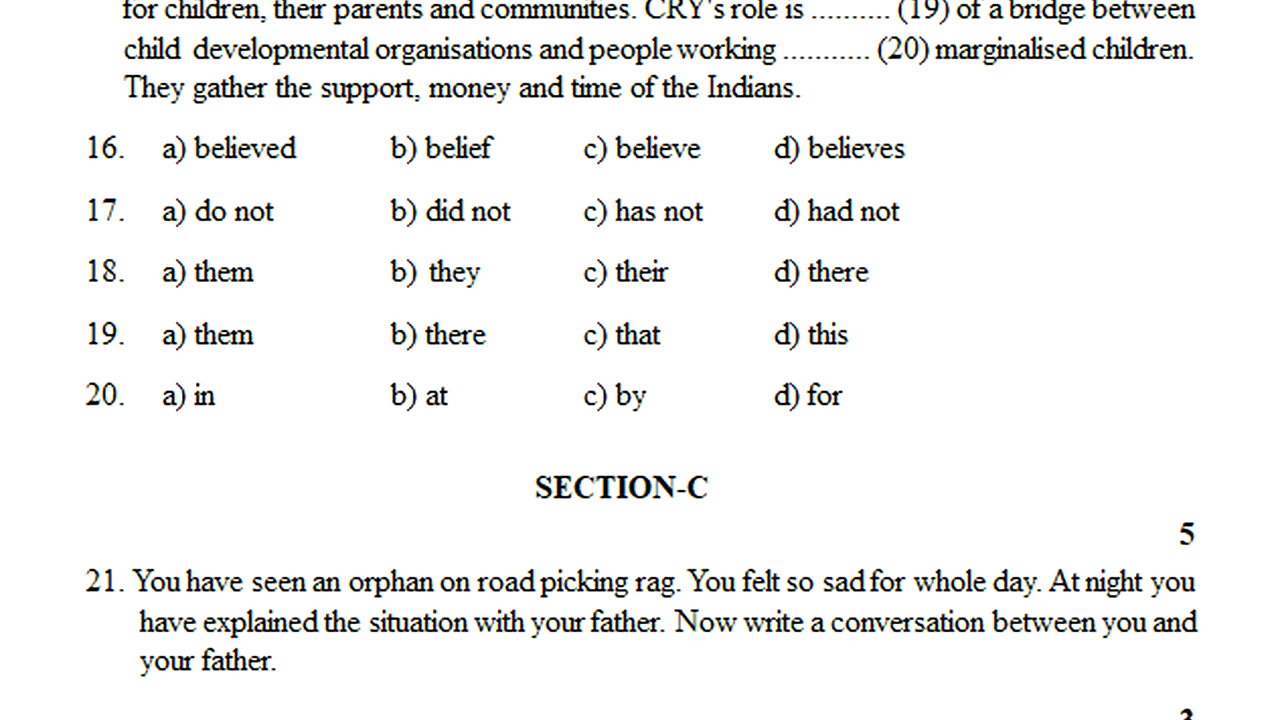 for children, their parents and communities. CRY's role is .......... (19) of a bridge between
child developmental organisations and people working ........... (20) marginalised children.
They gather the support, money and time of the Indians.
16. a) believed b) belief c) believe d) believes
17. a) do not b) did not c) has not d) had not
18. a) them b) they c) their d) there
19. a) them b) there c) that d) this
20. a) in b) at c) by d) for
SECTION-C
5
21. You have seen an orphan on road picking rag. You felt so sad for whole day. At night you
have explained the situation with your father. Now write a conversation between you and
your father.